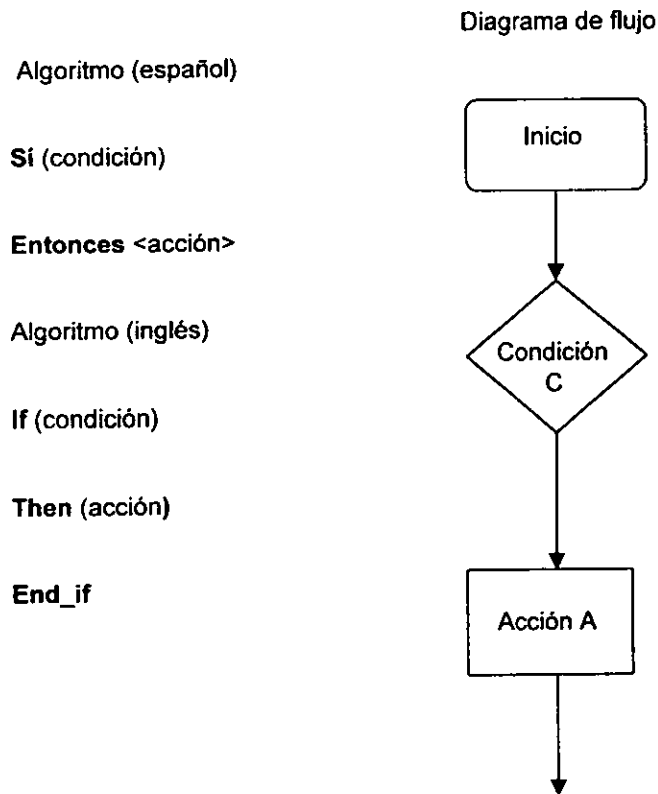 Diagrama de flujo
Algoritmo (español)
Sí (condición)
Entonces <acción>
Algoritmo (inglés)
If (condición)
Then (acción)
End_if
Inicio
Condición
C
Acción A